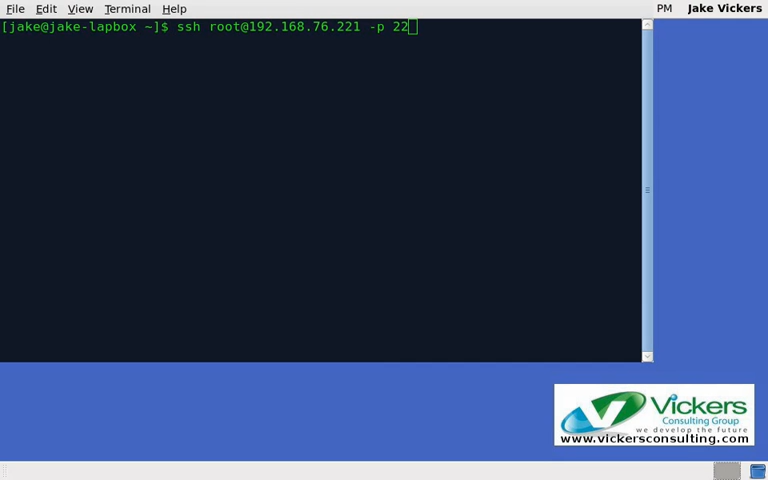 File Edit View Terminal Help PM Jake Vickers
[jake@jake-lapbox ~]$ ssh root@192.168.76.221 -p 22
Vickers
Consulting Group
we develop the future
www.vickersconsulting.com